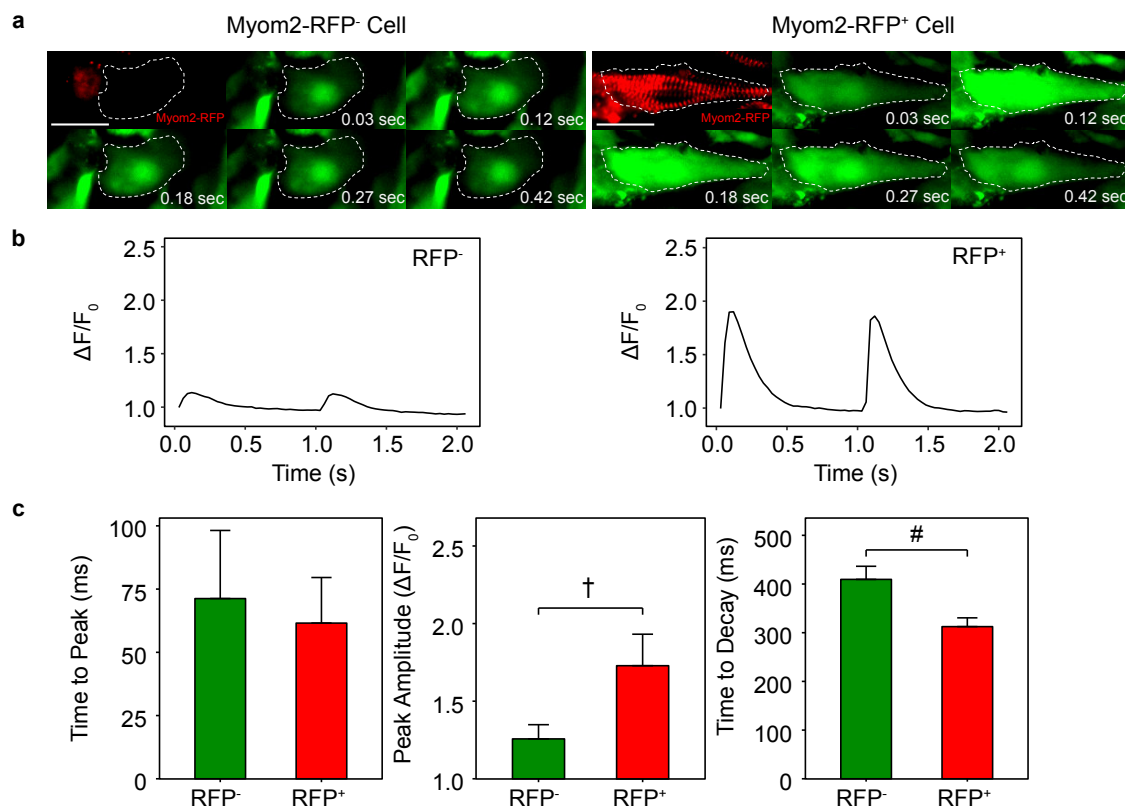 a
Myom2-RFP⁻ Cell
Myom2-RFP⁺ Cell
Myom2-RFP
0.03 sec
0.12 sec
Myom2-RFP
0.03 sec
0.12 sec
0.18 sec
0.27 sec
0.42 sec
0.18 sec
0.27 sec
0.42 sec
b
RFP⁻
2.5
2.0
1.5
1.0
ΔF/F₀
0.0 0.5 1.0 1.5 2.0
Time (s)
RFP⁺
2.5
2.0
1.5
1.0
ΔF/F₀
0.0 0.5 1.0 1.5 2.0
Time (s)
c
Time to Peak (ms)
100
75
50
25
0
RFP⁻ RFP⁺
Peak Amplitude (ΔF/F₀)
2.5
2.0
1.5
1.0
†
RFP⁻ RFP⁺
Time to Decay (ms)
500
400
300
200
100
0
#
RFP⁻ RFP⁺